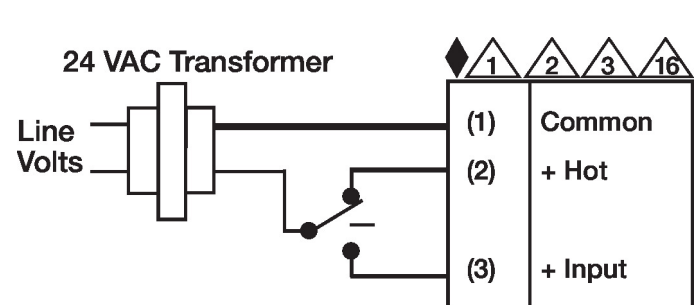 24 VAC Transformer
1 2 3 16
Line
Volts
(1) Common
(2) + Hot
(3) + Input